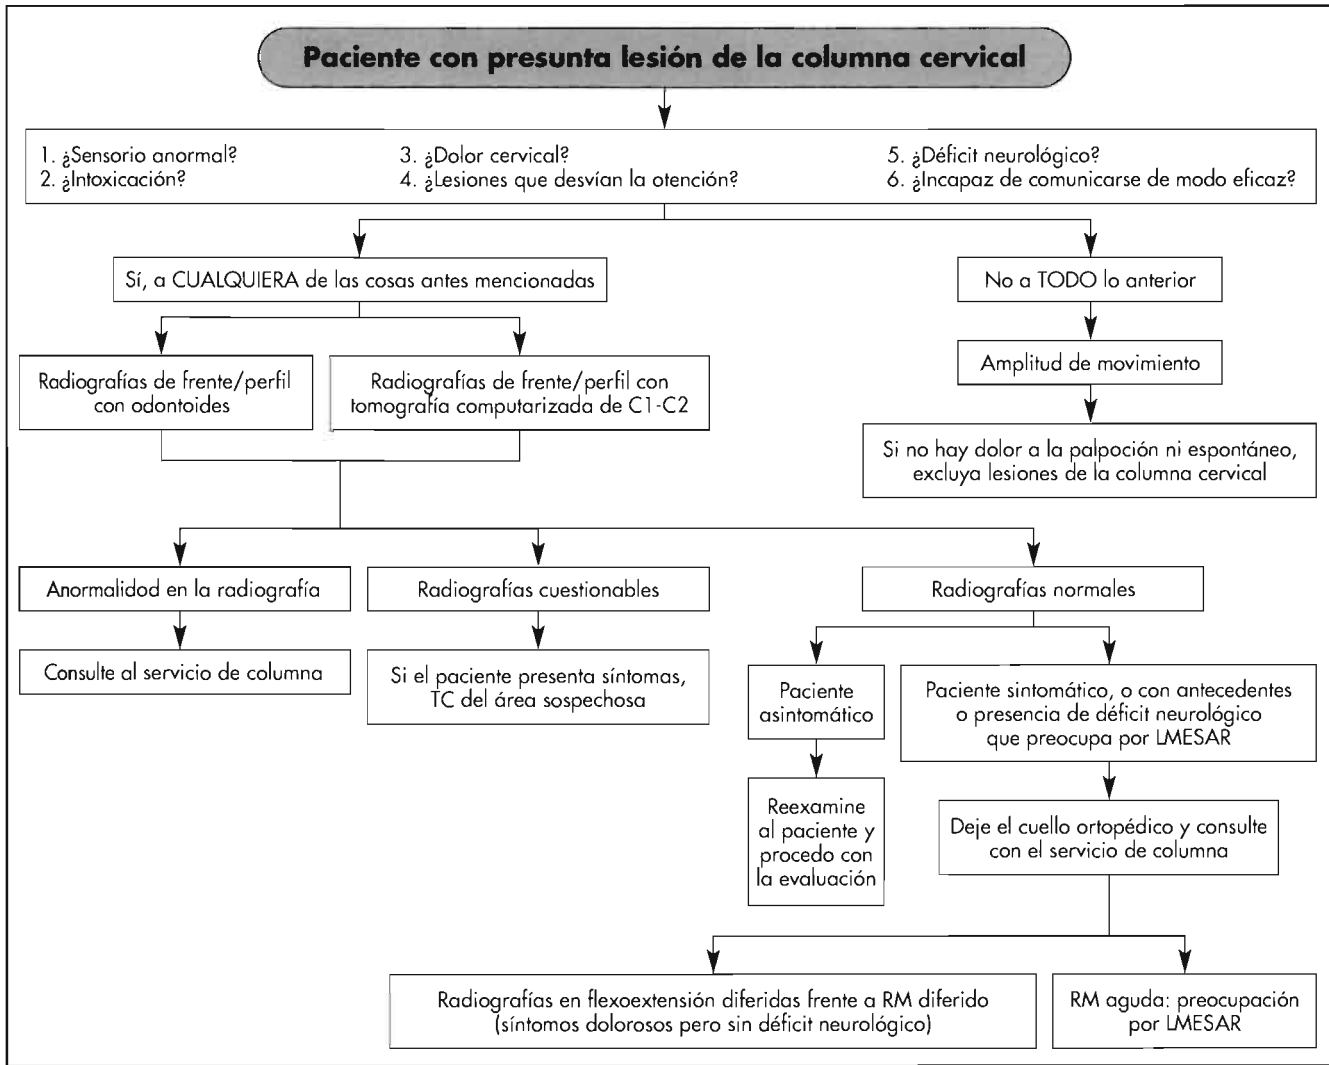 Paciente con presunta lesión de la columna cervical
1. ¿Sensorio anormal?
2. ¿Intoxicación?
3. ¿Dolor cervical?
4. ¿Lesiones que desvían la otención?
5. ¿Déficit neurológico?
6. ¿Incapaz de comunicarse de modo eficaz?
Sí, a CUALQUIERA de las cosas antes mencionadas
No a TODO lo anterior
Radiografías de frente/perfil
con odontoides
Radiografías de frente/perfil con
tomografía computarizada de C1-C2
Amplitud de movimiento
Si no hay dolor a la palpoción ni espontáneo,
excluya lesiones de la columna cervical
Anormalidod en la radiografía
Radiografías cuestionables
Radiografías normales
Consulte al servicio de columna
Si el paciente presenta síntomas,
TC del área sospechosa
Paciente
asintomático
Paciente sintomático, o con antecedentes
o presencia de déficit neurológico
que preocupa por LMESAR
Reexamine
al paciente y
procedo con
la evaluación
Deje el cuello ortopédico y consulte
con el servicio de columna
Radiografías en flexoextensión diferidas frente a RM diferido
(síntomos dolorosos pero sin déficit neurológico)
RM aguda: preocupación
por LMESAR